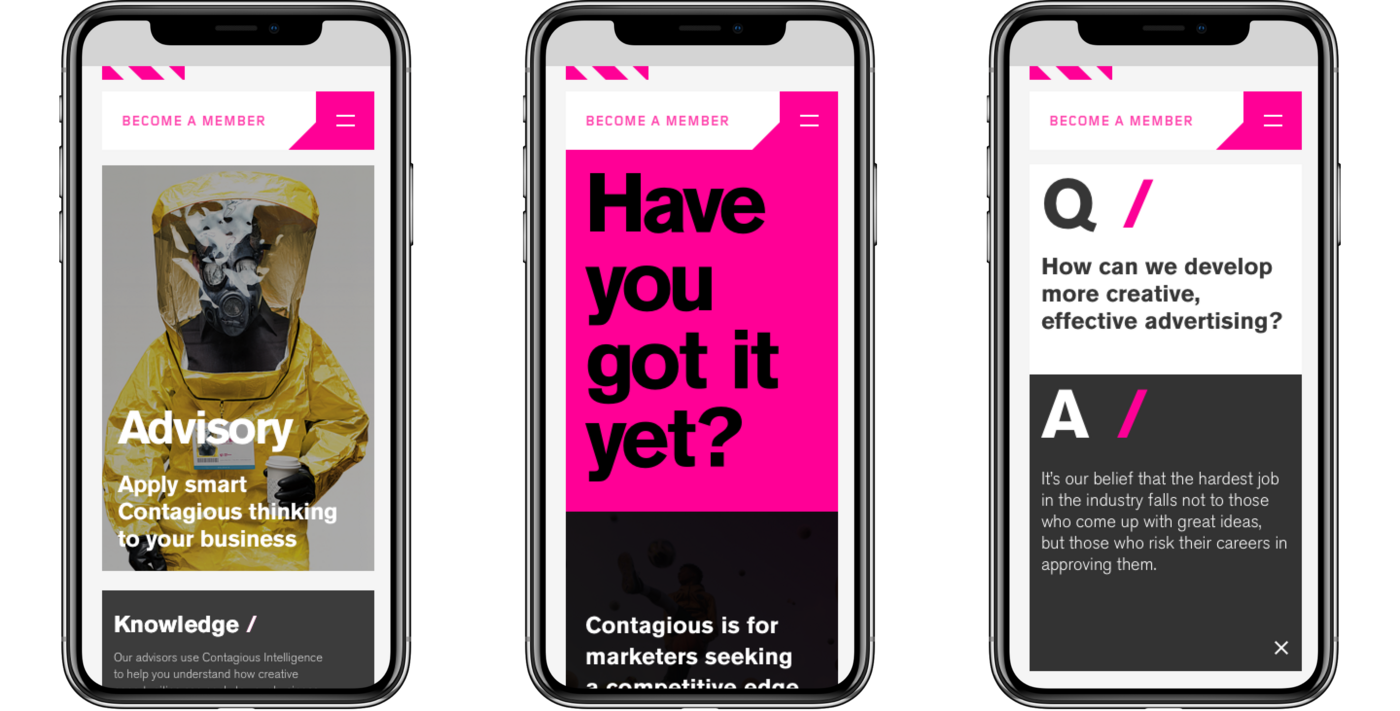 BECOME A MEMBER
Advisory
Apply smart
Contagious thinking
to your business
Knowledge /
Our advisors use Contagious Intelligence
to help you understand how creative
BECOME A MEMBER
Have
you
got it
yet?
Contagious is for
marketers seeking
a competitive edge
BECOME A MEMBER
Q /
How can we develop
more creative,
effective advertising?
A /
It's our belief that the hardest job
in the industry falls not to those
who come up with great ideas,
but those who risk their careers in
approving them.